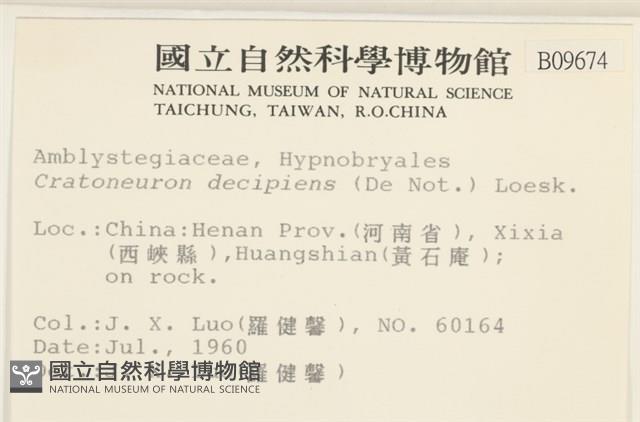 國立自然科學博物館 B09674
NATIONAL MUSEUM OF NATURAL SCIENCE
TAICHUNG, TAIWAN, R.O.CHINA
Amblystegiaceae, Hypnobryales
Cratoneuron decipiens (De Not.) Loesk.
Loc.:China:Henan Prov.(河南省), Xixia
(西峽縣),Huangshian(黃石庵);
on rock.
Col.:J. X. Luo(羅健馨), NO. 60164
Date:Jul., 1960
羅健馨)
國立自然科學博物館
NATIONAL MUSEUM OF NATURAL SCIENCE